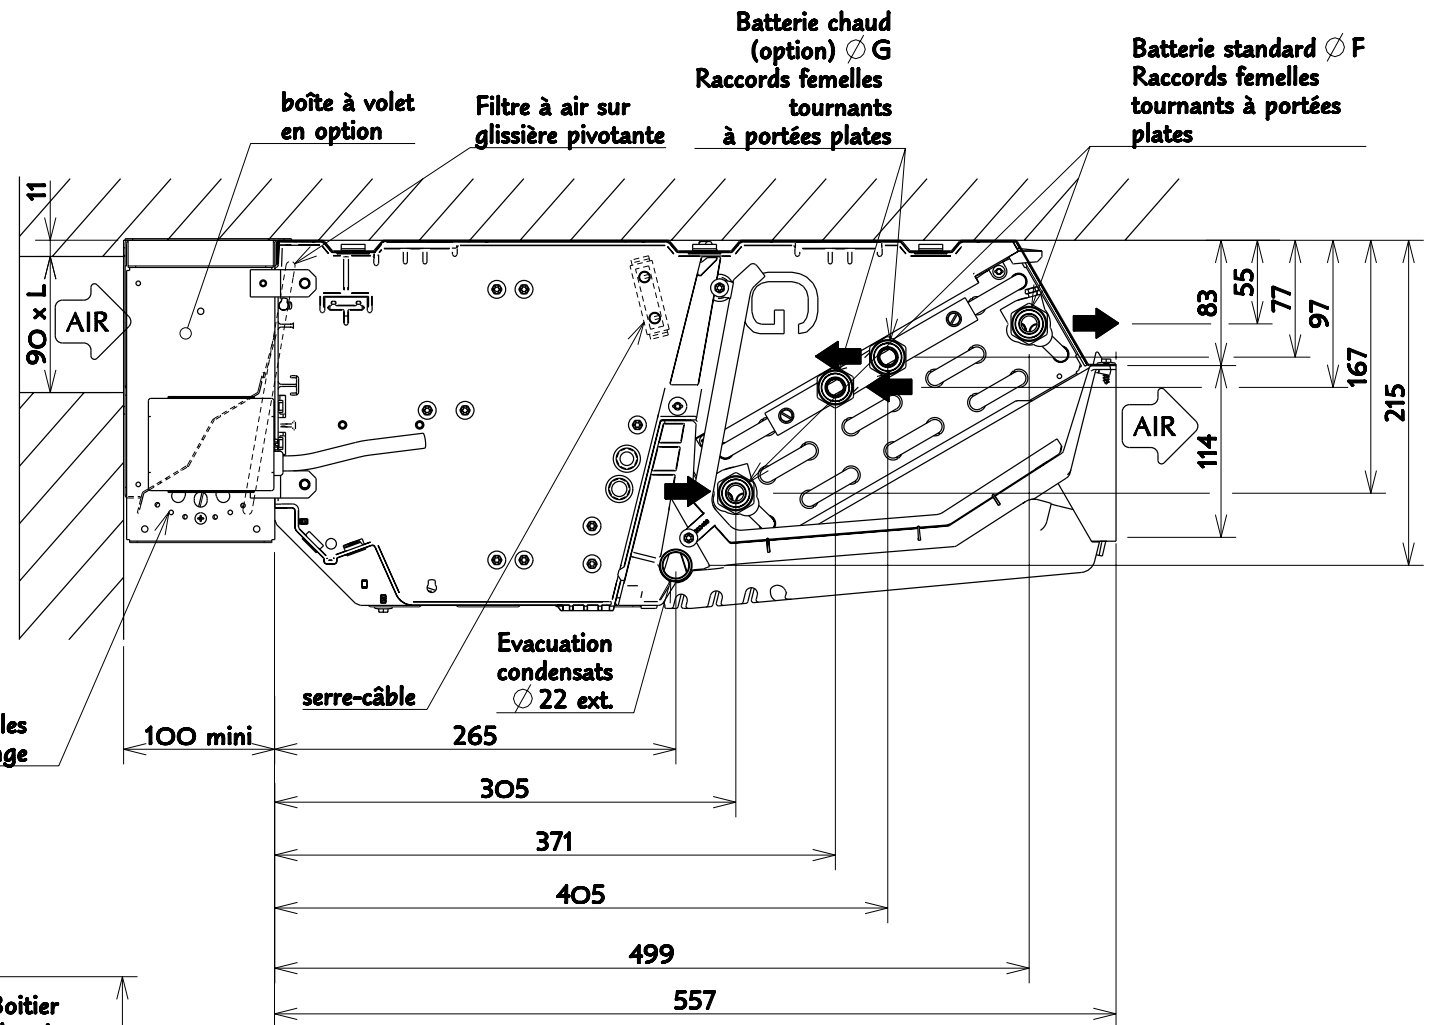 Batterie chaud
(option) ∅ G
Raccords femelles
tournants
à portées plates
Batterie standard ∅ F
Raccords femelles
tournants à portées
plates
boîte à volet
en option
Filtre à air sur
glissière pivotante
11
90 x L
AIR
G
83
55
77
97
167
215
AIR
114
Evacuation
condensats
∅ 22 ext.
serre-câble
les
100 mini
265
305
371
405
499
557
Boitier